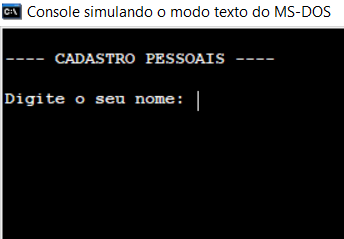 C:\ Console simulando o modo texto do MS-DOS
---- CADASTRO PESSOAIS ----
Digite o seu nome: |